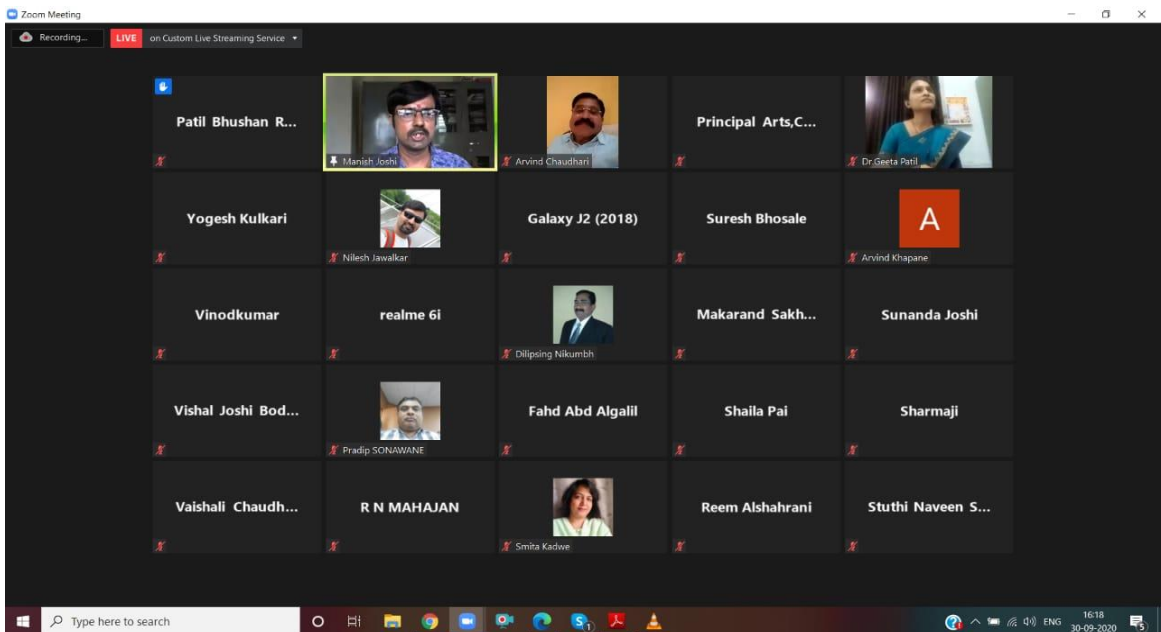 Zoom Meeting
Recording...
LIVE on Custom Live Streaming Service
Patil Bhushan R...
Manish Joshi
Arvind Chaudhari
Principal Arts,C...
Dr.Geeta Patil
Yogesh Kulkari
Nilesh Jawalkar
Galaxy J2 (2018)
Suresh Bhosale
A
Arvind Khapane
Vinodkumar
realme 6i
Dilipsing Nikumbh
Makarand Sakh...
Sunanda Joshi
Vishal Joshi Bod...
Pradip SONAWANE
Fahd Abd Algalil
Shaila Pai
Sharmaji
Vaishali Chaudh...
R N MAHAJAN
Smita Kadwe
Reem Alshahrani
Stuthi Naveen S...
Type here to search
S
1
ENG
16:18
30-09-2020
5